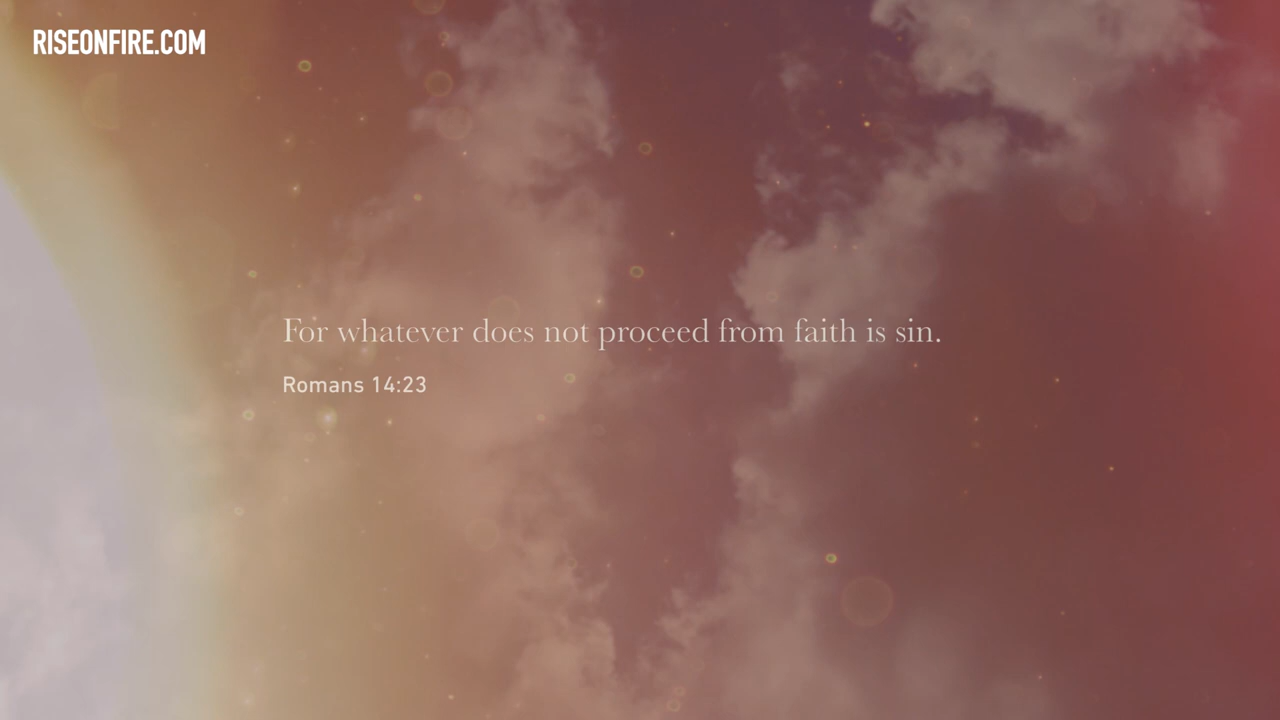 RISEONFIRE.COM
For whatever does not proceed from faith is sin.
Romans 14:23